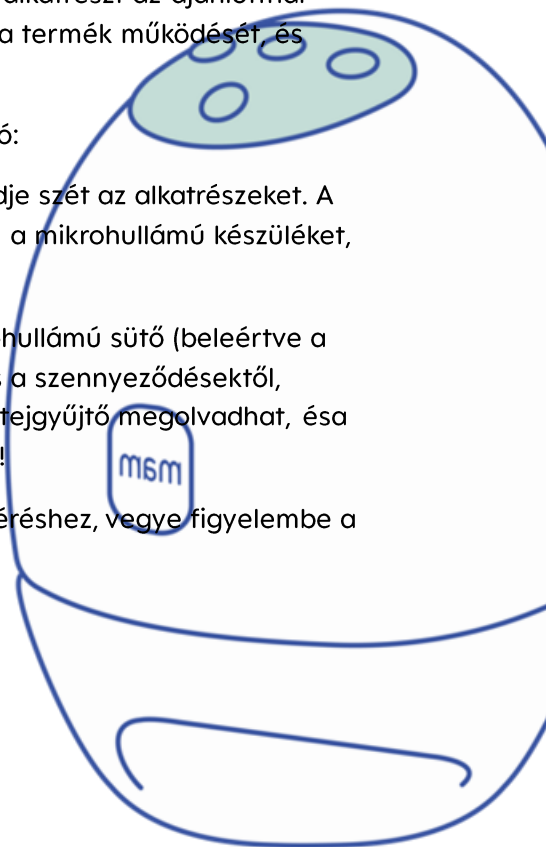 a termék működését, és
ó:
dje szét az alkatrészeket. A
a mikrohullámú készüléket,
hullámú sütő (beleértve a
s a szennyeződésektől,
tejgyűjtő megolvadhat, ésa
!
éréshez, vegye figyelembe a
mam